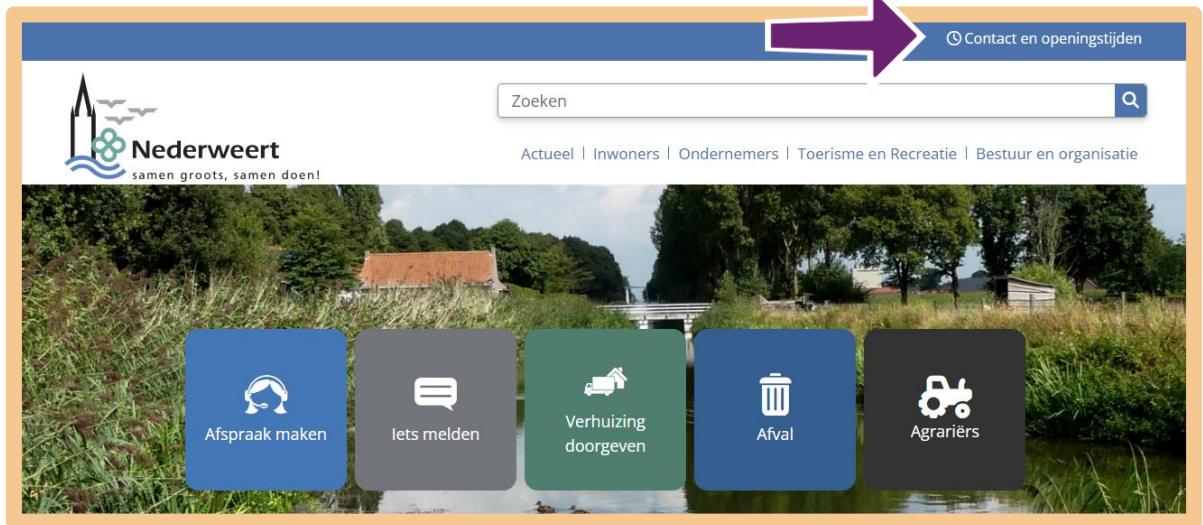 Contact en openingstijden
Zoeken
Nederweert
samen groots, samen doen!
Actueel | Inwoners | Ondernemers | Toerisme en Recreatie | Bestuur en organisatie
Afspraak maken
Iets melden
Verhuizing
doorgeven
Afval
Agrariërs